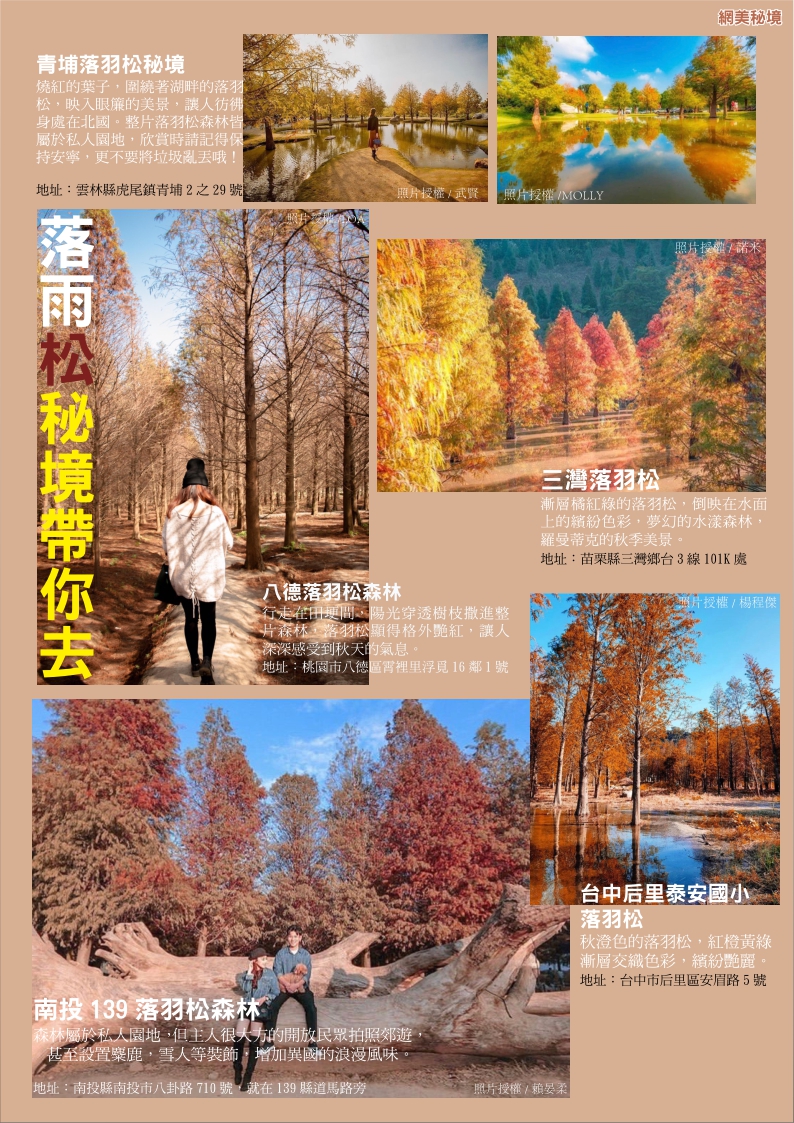 網美秘境
青埔落羽松秘境
燒紅的葉子，圍繞著湖畔的落羽
松，映入眼簾的美景，讓人彷彿
身處在北國。整片落羽松森林皆
屬於私人園地，欣賞時請記得保
持安寧，更不要將垃圾亂丟哦！
地址：雲林縣虎尾鎮青埔 2 之 29 號
照片授權 / 武賢
照片授權 /MOLLY
落雨松秘境帶你去
照片授權 /LOA
照片授權 / 諾米
三灣落羽松
漸層橘紅綠的落羽松，倒映在水面
上的繽紛色彩，夢幻的水漾森林，
羅曼蒂克的秋季美景。
地址：苗栗縣三灣鄉台 3 線 101K 處
八德落羽松森林
行走在田埂間，陽光穿透樹枝撒進整
片森林，落羽松顯得格外艷紅，讓人
深深感受到秋天的氣息。
地址：桃園市八德區霄裡里浮覓 16 鄰 1 號
照片授權 / 楊程傑
台中后里泰安國小
落羽松
秋澄色的落羽松，紅橙黃綠
漸層交織色彩，繽紛艷麗。
地址：台中市后里區安眉路 5 號
南投 139 落羽松森林
森林屬於私人園地，但主人很大方的開放民眾拍照郊遊，
甚至設置麋鹿，雪人等裝飾，增加異國的浪漫風味。
地址：南投縣南投市八卦路 710 號，就在 139 縣道馬路旁
照片授權 / 賴晏柔